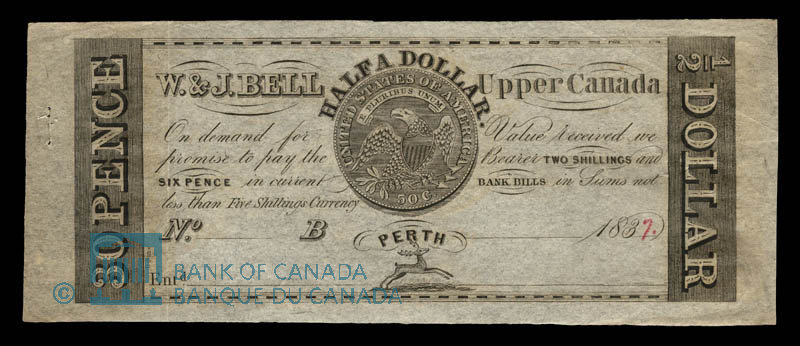 HALF A DOLLAR.
W. & J. BELL Upper Canada
UNITED STATES OF AMERICA
E PLURIBUS UNUM
50 C
On demand for Value received we
promise to pay the Bearer TWO SHILLINGS and
SIX PENCE in current BANK BILLS in Sums not
less than Five Shillings Currency
No. B 1837.
PERTH
Ent.d
PENCE
1/2 DOLLAR
© BANK OF CANADA
BANQUE DU CANADA